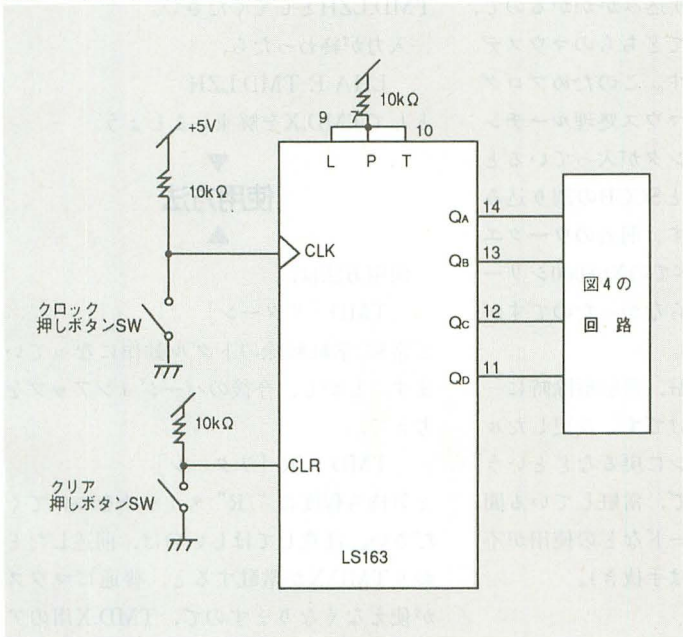 10kΩ
9 7 10
L P T
+5V
10kΩ
CLK
クロック
押しボタンSW
10kΩ
CLR
クリア
押しボタンSW
QA 14
QB 13
QC 12
QD 11
図4の
回路
LS163